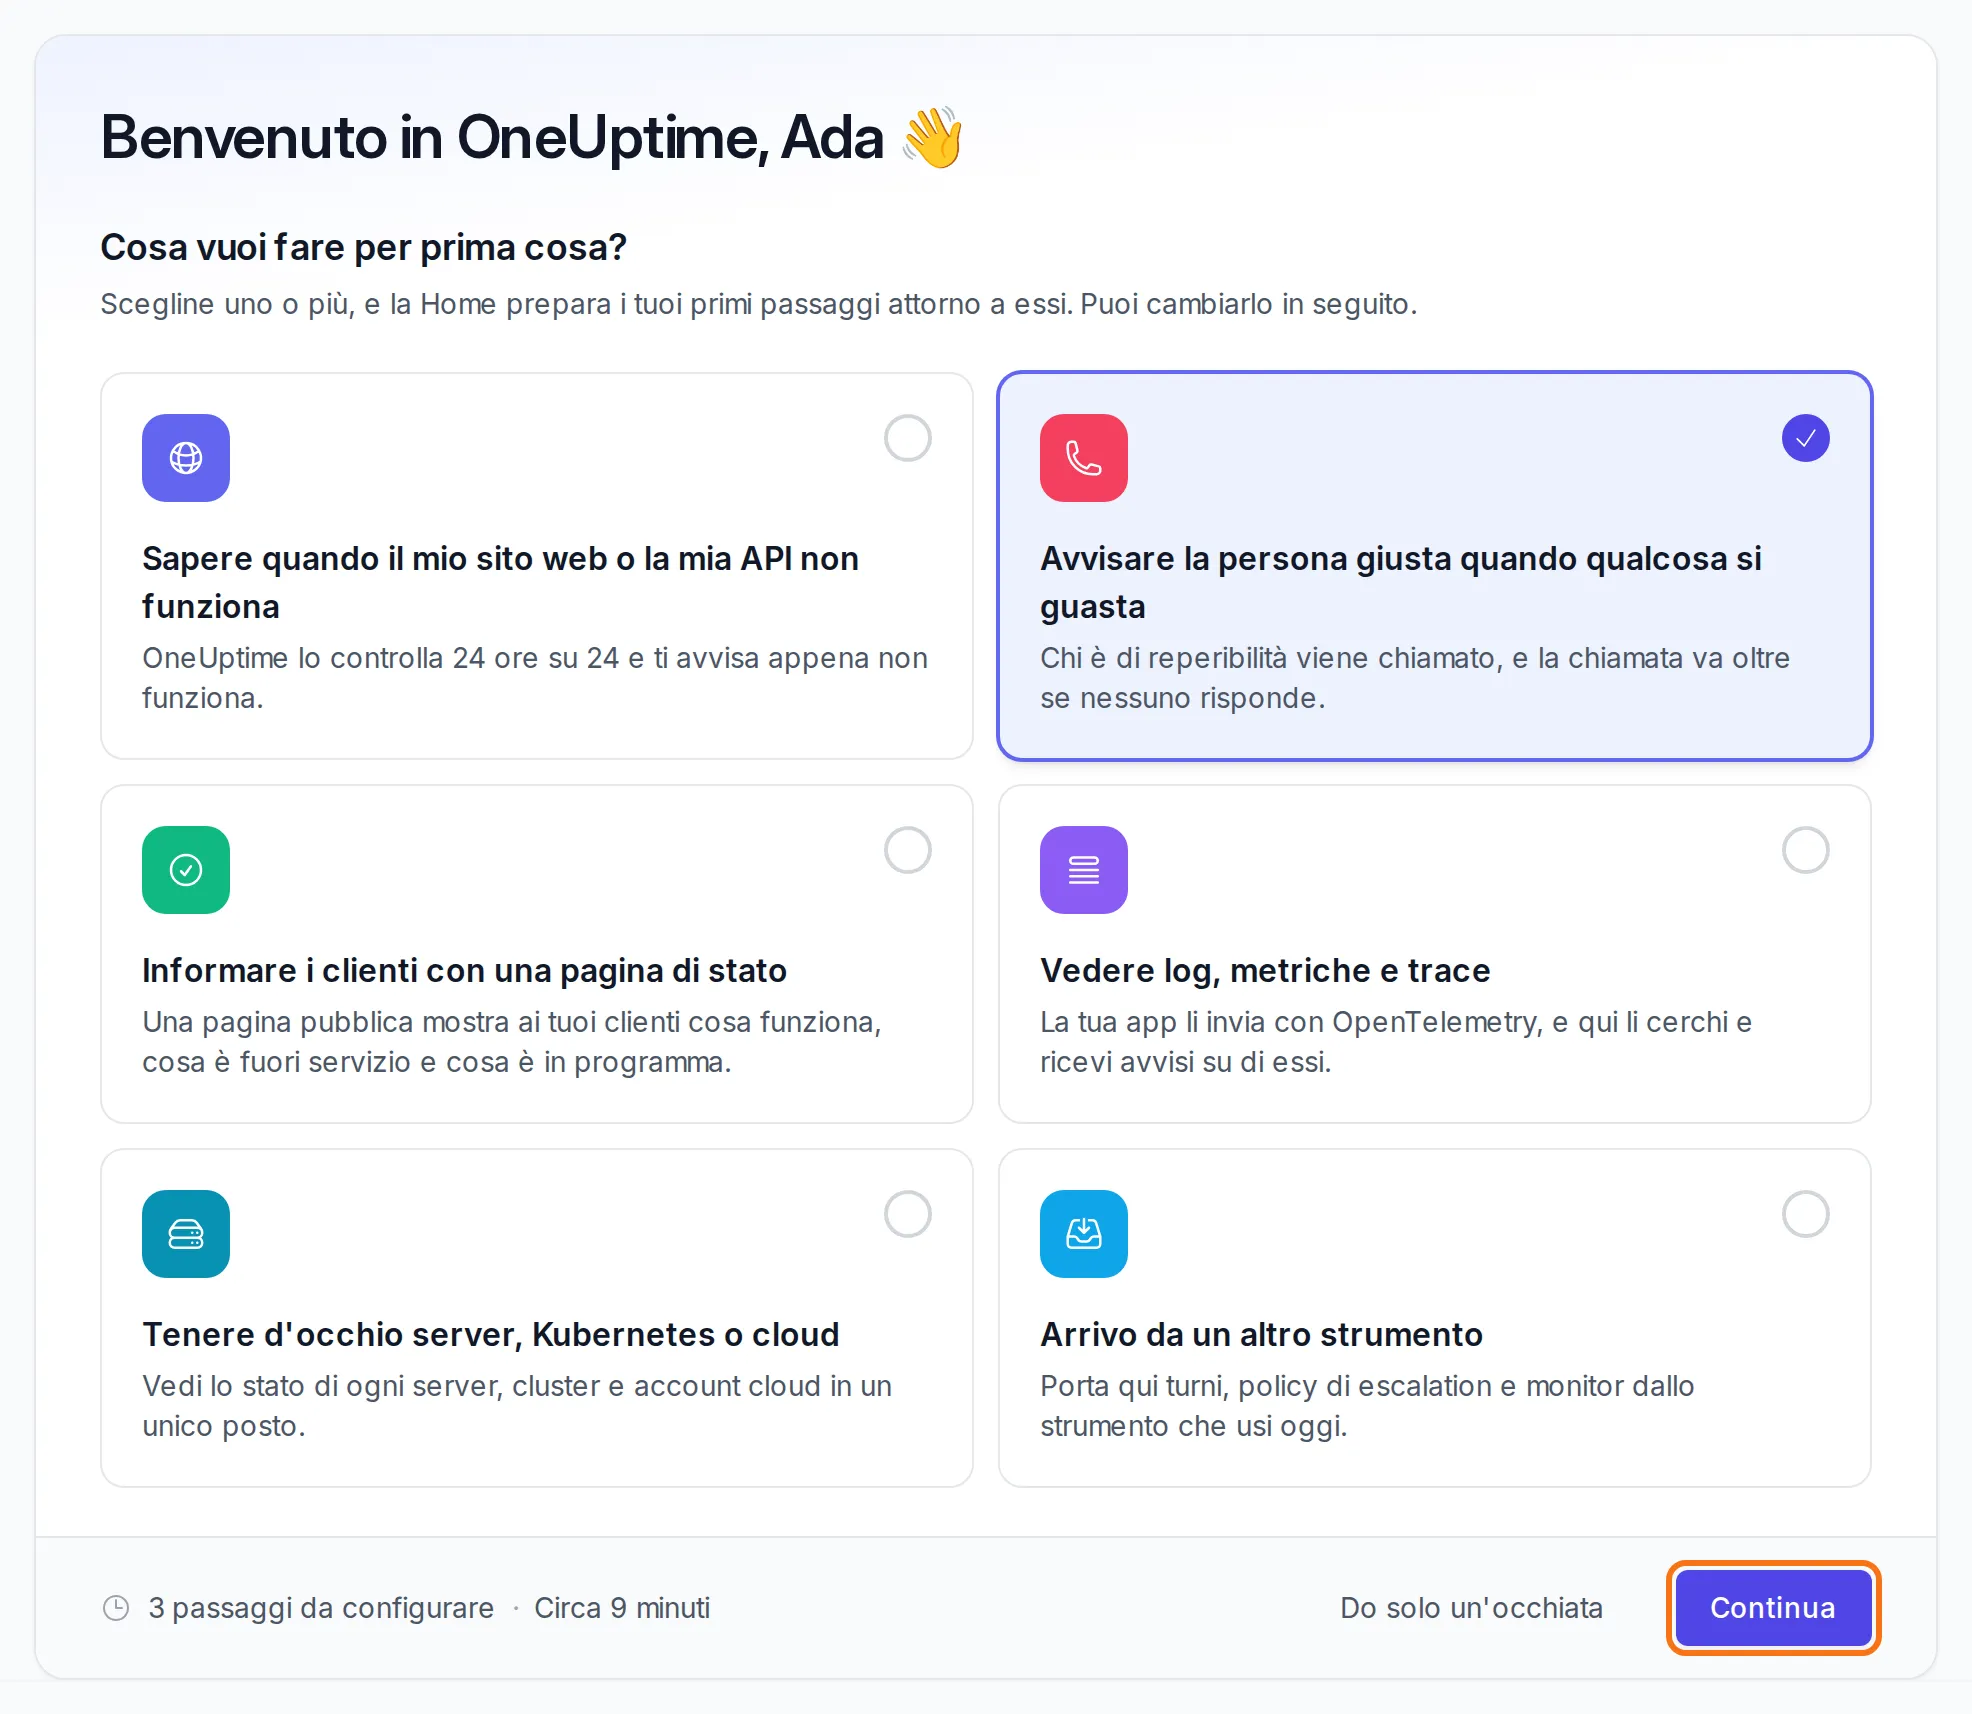 Benvenuto in OneUptime, Ada 👋
Cosa vuoi fare per prima cosa?
Scegline uno o più, e la Home prepara i tuoi primi passaggi attorno a essi. Puoi cambiarlo in seguito.
Sapere quando il mio sito web o la mia API non
funziona
OneUptime lo controlla 24 ore su 24 e ti avvisa appena non
funziona.
Avvisare la persona giusta quando qualcosa si
guasta
Chi è di reperibilità viene chiamato, e la chiamata va oltre
se nessuno risponde.
Informare i clienti con una pagina di stato
Una pagina pubblica mostra ai tuoi clienti cosa funziona,
cosa è fuori servizio e cosa è in programma.
Vedere log, metriche e trace
La tua app li invia con OpenTelemetry, e qui li cerchi e
ricevi avvisi su di essi.
Tenere d'occhio server, Kubernetes o cloud
Vedi lo stato di ogni server, cluster e account cloud in un
unico posto.
Arrivo da un altro strumento
Porta qui turni, policy di escalation e monitor dallo
strumento che usi oggi.
3 passaggi da configurare · Circa 9 minuti
Do solo un'occhiata
Continua